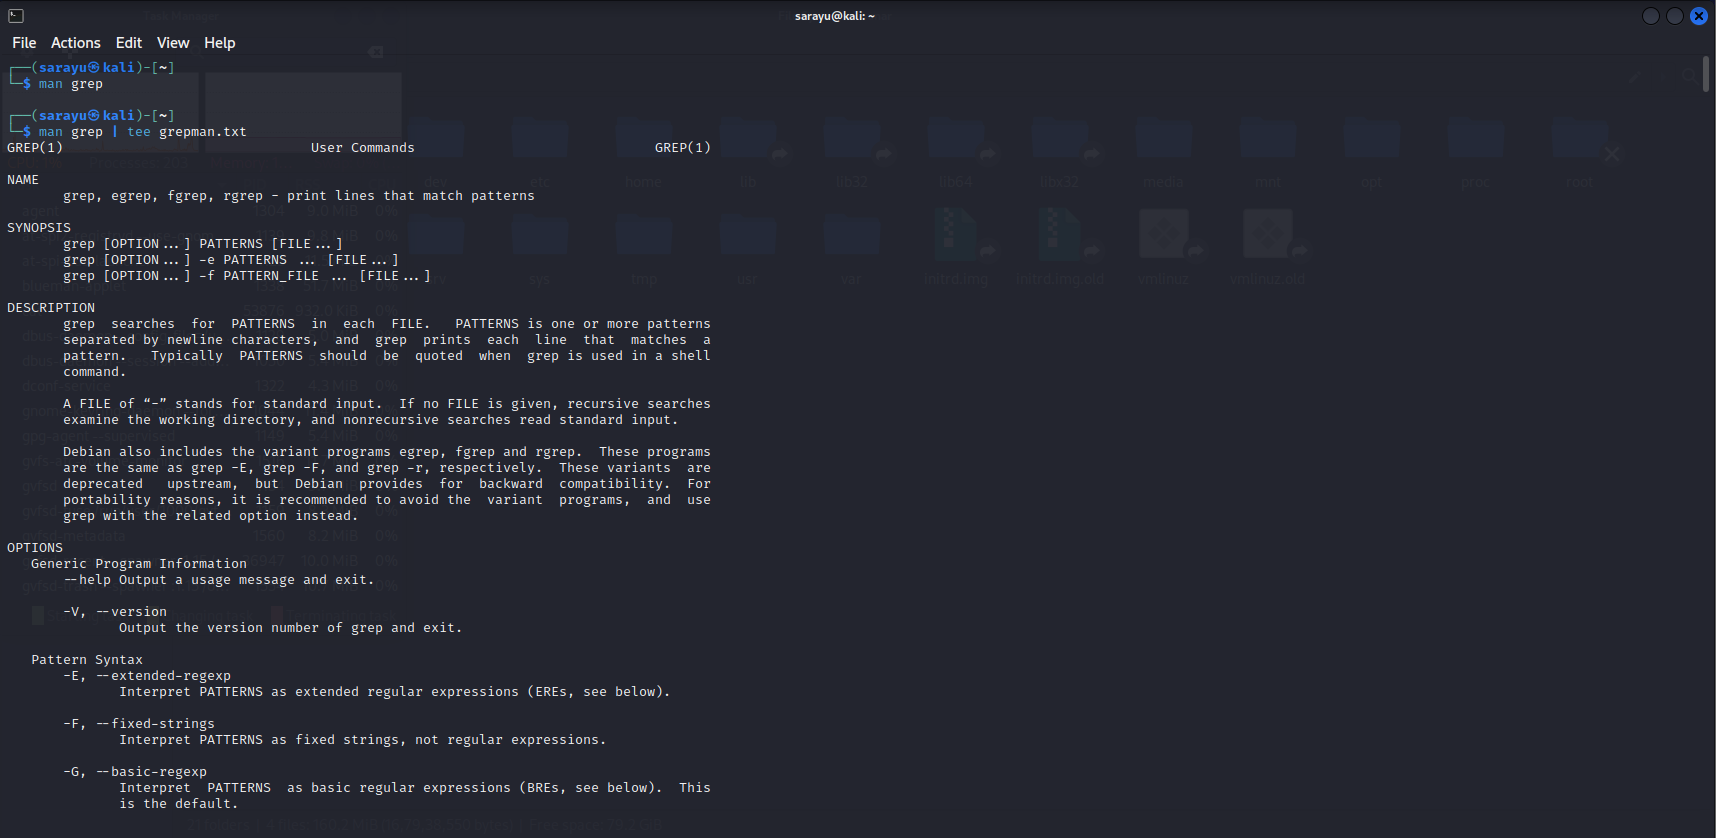 sarayu@kali: ~
File Actions Edit View Help
┌──(sarayu㉿kali)-[~]
└─$ man grep
┌──(sarayu㉿kali)-[~]
└─$ man grep | tee grepman.txt
GREP(1) User Commands GREP(1)
NAME
grep, egrep, fgrep, rgrep - print lines that match patterns
SYNOPSIS
grep [OPTION...] PATTERNS [FILE...]
grep [OPTION...] -e PATTERNS ... [FILE...]
grep [OPTION...] -f PATTERN_FILE ... [FILE...]
DESCRIPTION
grep searches for PATTERNS in each FILE. PATTERNS is one or more patterns
separated by newline characters, and grep prints each line that matches a
pattern. Typically PATTERNS should be quoted when grep is used in a shell
command.
A FILE of “-” stands for standard input. If no FILE is given, recursive searches
examine the working directory, and nonrecursive searches read standard input.
Debian also includes the variant programs egrep, fgrep and rgrep. These programs
are the same as grep -E, grep -F, and grep -r, respectively. These variants are
deprecated upstream, but Debian provides for backward compatibility. For
portability reasons, it is recommended to avoid the variant programs, and use
grep with the related option instead.
OPTIONS
Generic Program Information
--help Output a usage message and exit.
-V, --version
Output the version number of grep and exit.
Pattern Syntax
-E, --extended-regexp
Interpret PATTERNS as extended regular expressions (EREs, see below).
-F, --fixed-strings
Interpret PATTERNS as fixed strings, not regular expressions.
-G, --basic-regexp
Interpret PATTERNS as basic regular expressions (BREs, see below). This
is the default.